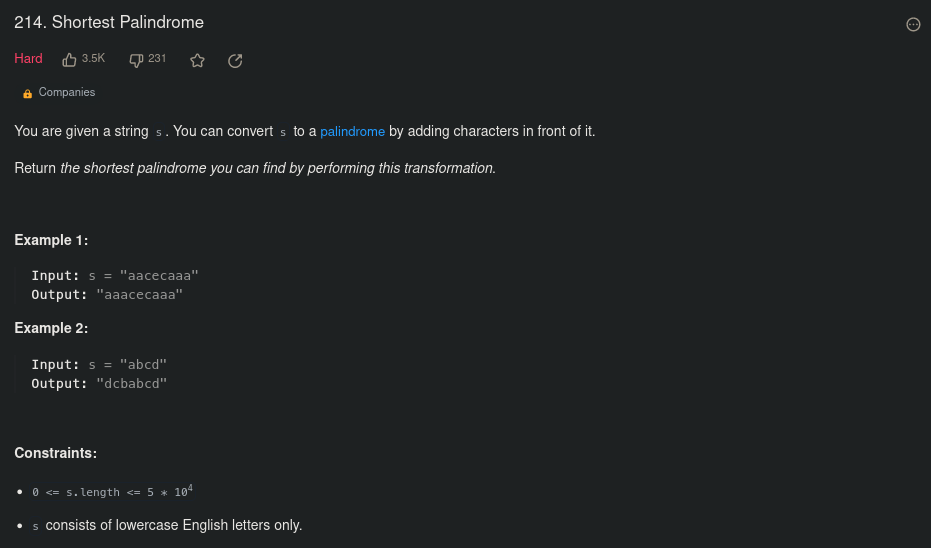 214. Shortest Palindrome
Hard 3.5K 231
Companies
You are given a string s. You can convert s to a palindrome by adding characters in front of it.
Return the shortest palindrome you can find by performing this transformation.
Example 1:
Input: s = "aacecaaa"
Output: "aaacecaaa"
Example 2:
Input: s = "abcd"
Output: "dcbabcd"
Constraints:
• 0 <= s.length <= 5 * 10⁴
• s consists of lowercase English letters only.